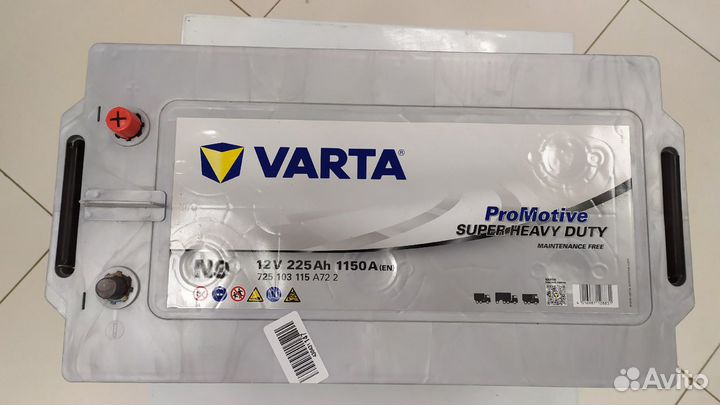 VARTA®
ProMotive
SUPER HEAVY DUTY
MAINTENANCE FREE
N9 12V 225Ah 1150A (EN)
725 103 115 A72 2
Avito